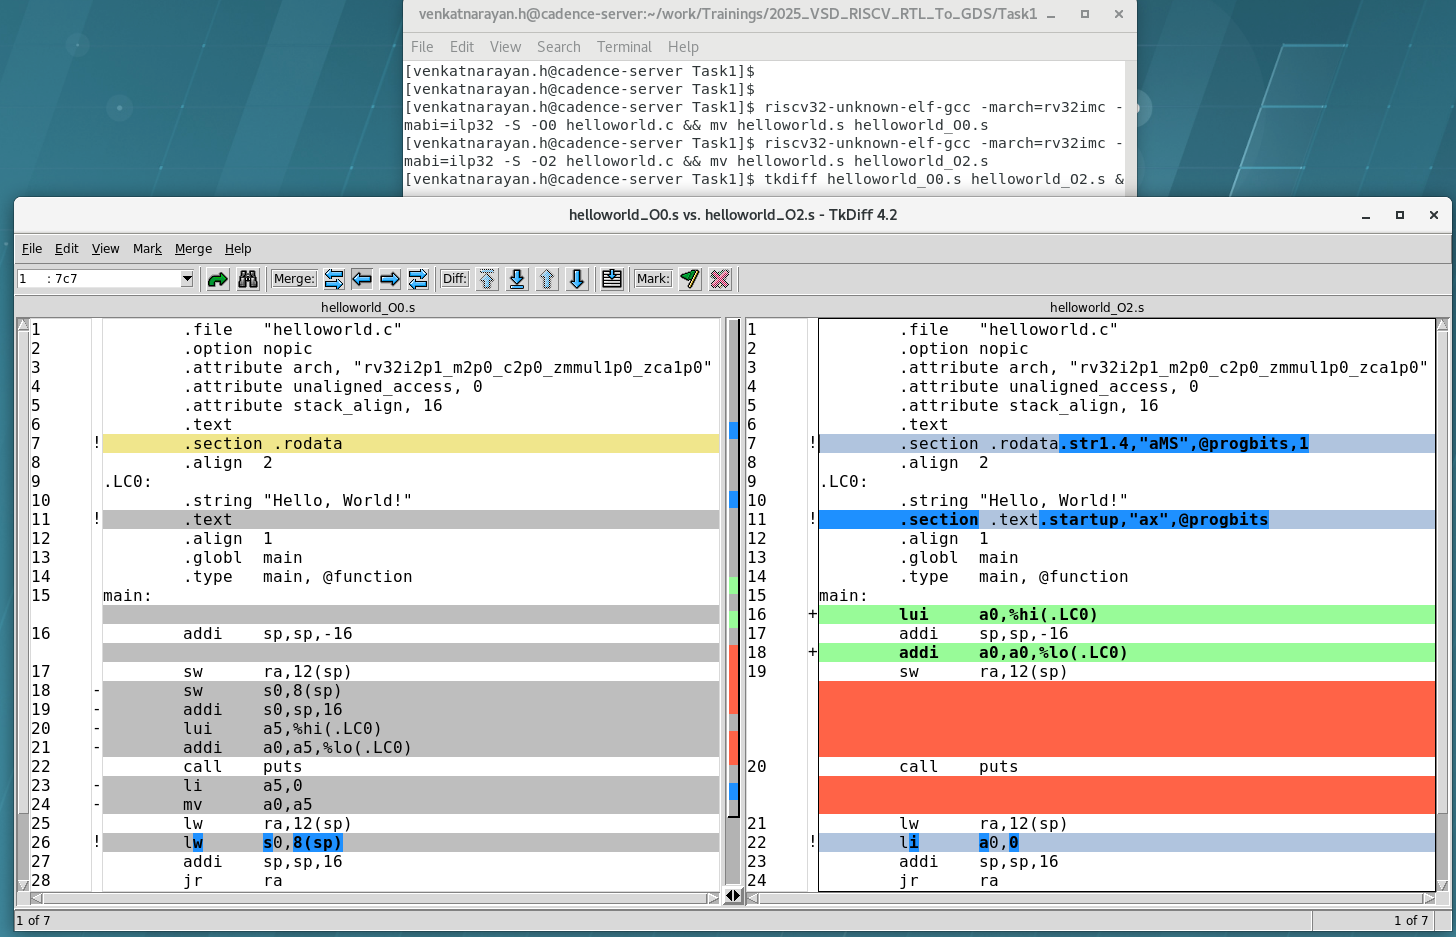 venkatnarayan.h@cadence-server:~/work/Trainings/2025_VSD_RISCV_RTL_To_GDS/Task1
File Edit View Search Terminal Help
[venkatnarayan.h@cadence-server Task1]$
[venkatnarayan.h@cadence-server Task1]$
[venkatnarayan.h@cadence-server Task1]$ riscv32-unknown-elf-gcc -march=rv32imc -
mabi=ilp32 -S -O0 helloworld.c && mv helloworld.s helloworld_O0.s
[venkatnarayan.h@cadence-server Task1]$ riscv32-unknown-elf-gcc -march=rv32imc -
mabi=ilp32 -S -O2 helloworld.c && mv helloworld.s helloworld_O2.s
[venkatnarayan.h@cadence-server Task1]$ tkdiff helloworld_O0.s helloworld_O2.s &
helloworld_O0.s vs. helloworld_O2.s - TkDiff 4.2
File Edit View Mark Merge Help
1 : 7c7 Merge: Diff: Mark:
helloworld_O0.s
1 .file "helloworld.c"
2 .option nopic
3 .attribute arch, "rv32i2p1_m2p0_c2p0_zmmul1p0_zca1p0"
4 .attribute unaligned_access, 0
5 .attribute stack_align, 16
6 .text
7 ! .section .rodata
8 .align 2
9 .LC0:
10 .string "Hello, World!"
11 ! .text
12 .align 1
13 .globl main
14 .type main, @function
15 main:
16 addi sp,sp,-16
17 sw ra,12(sp)
18 - sw s0,8(sp)
19 - addi s0,sp,16
20 - lui a5,%hi(.LC0)
21 - addi a0,a5,%lo(.LC0)
22 call puts
23 - li a5,0
24 - mv a0,a5
25 lw ra,12(sp)
26 ! lw s0,8(sp)
27 addi sp,sp,16
28 jr ra
helloworld_O2.s
1 .file "helloworld.c"
2 .option nopic
3 .attribute arch, "rv32i2p1_m2p0_c2p0_zmmul1p0_zca1p0"
4 .attribute unaligned_access, 0
5 .attribute stack_align, 16
6 .text
7 ! .section .rodata.str1.4,"aMS",@progbits,1
8 .align 2
9 .LC0:
10 .string "Hello, World!"
11 ! .section .text.startup,"ax",@progbits
12 .align 1
13 .globl main
14 .type main, @function
15 main:
16 + lui a0,%hi(.LC0)
17 addi sp,sp,-16
18 + addi a0,a0,%lo(.LC0)
19 sw ra,12(sp)
20 call puts
21 lw ra,12(sp)
22 ! li a0,0
23 addi sp,sp,16
24 jr ra
1 of 7
1 of 7